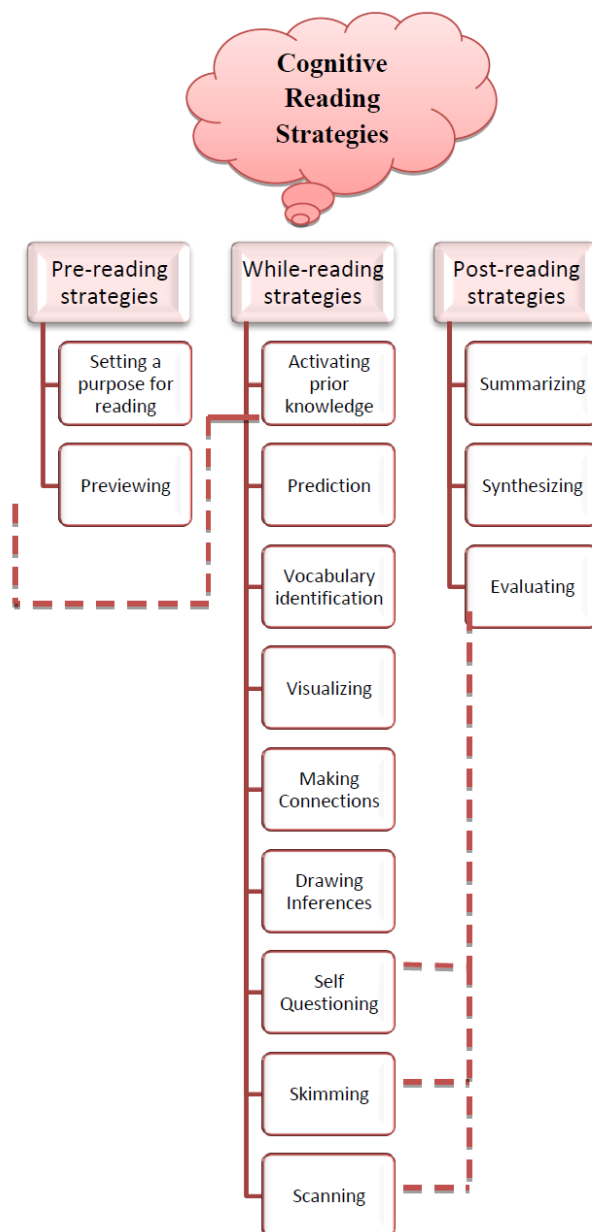 Cognitive
Reading
Strategies
Pre-reading
strategies
Setting a
purpose for
reading
Previewing
While-reading
strategies
Activating
prior
knowledge
Prediction
Vocabulary
identification
Visualizing
Making
Connections
Drawing
Inferences
Self
Questioning
Skimming
Scanning
Post-reading
strategies
Summarizing
Synthesizing
Evaluating